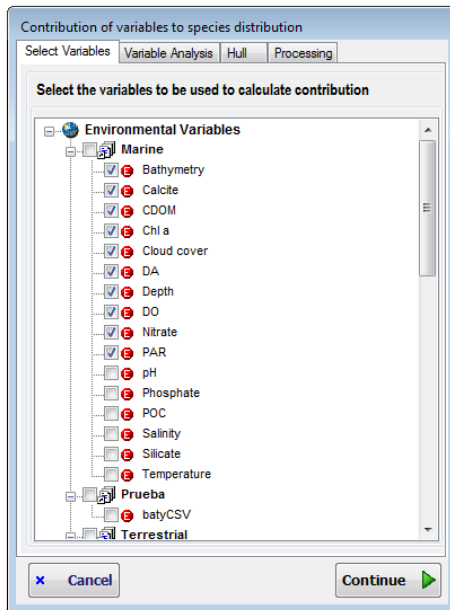 Contribution of variables to species distribution
Select Variables Variable Analysis Hull Processing
Select the variables to be used to calculate contribution
Environmental Variables
Marine
E Bathymetry
E Calcite
E CDOM
E Chl a
E Cloud cover
E DA
E Depth
E DO
E Nitrate
E PAR
E pH
E Phosphate
E POC
E Salinity
E Silicate
E Temperature
Prueba
E batyCSV
Terrestrial
Cancel Continue